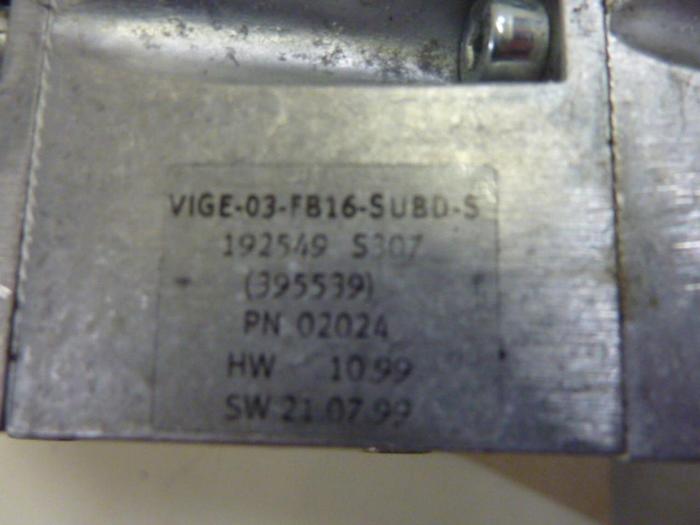 VIGE-03-FB16-SUBD-S
192549 S307
(395539)
PN 02024
HW 10.99
SW 21.07.99